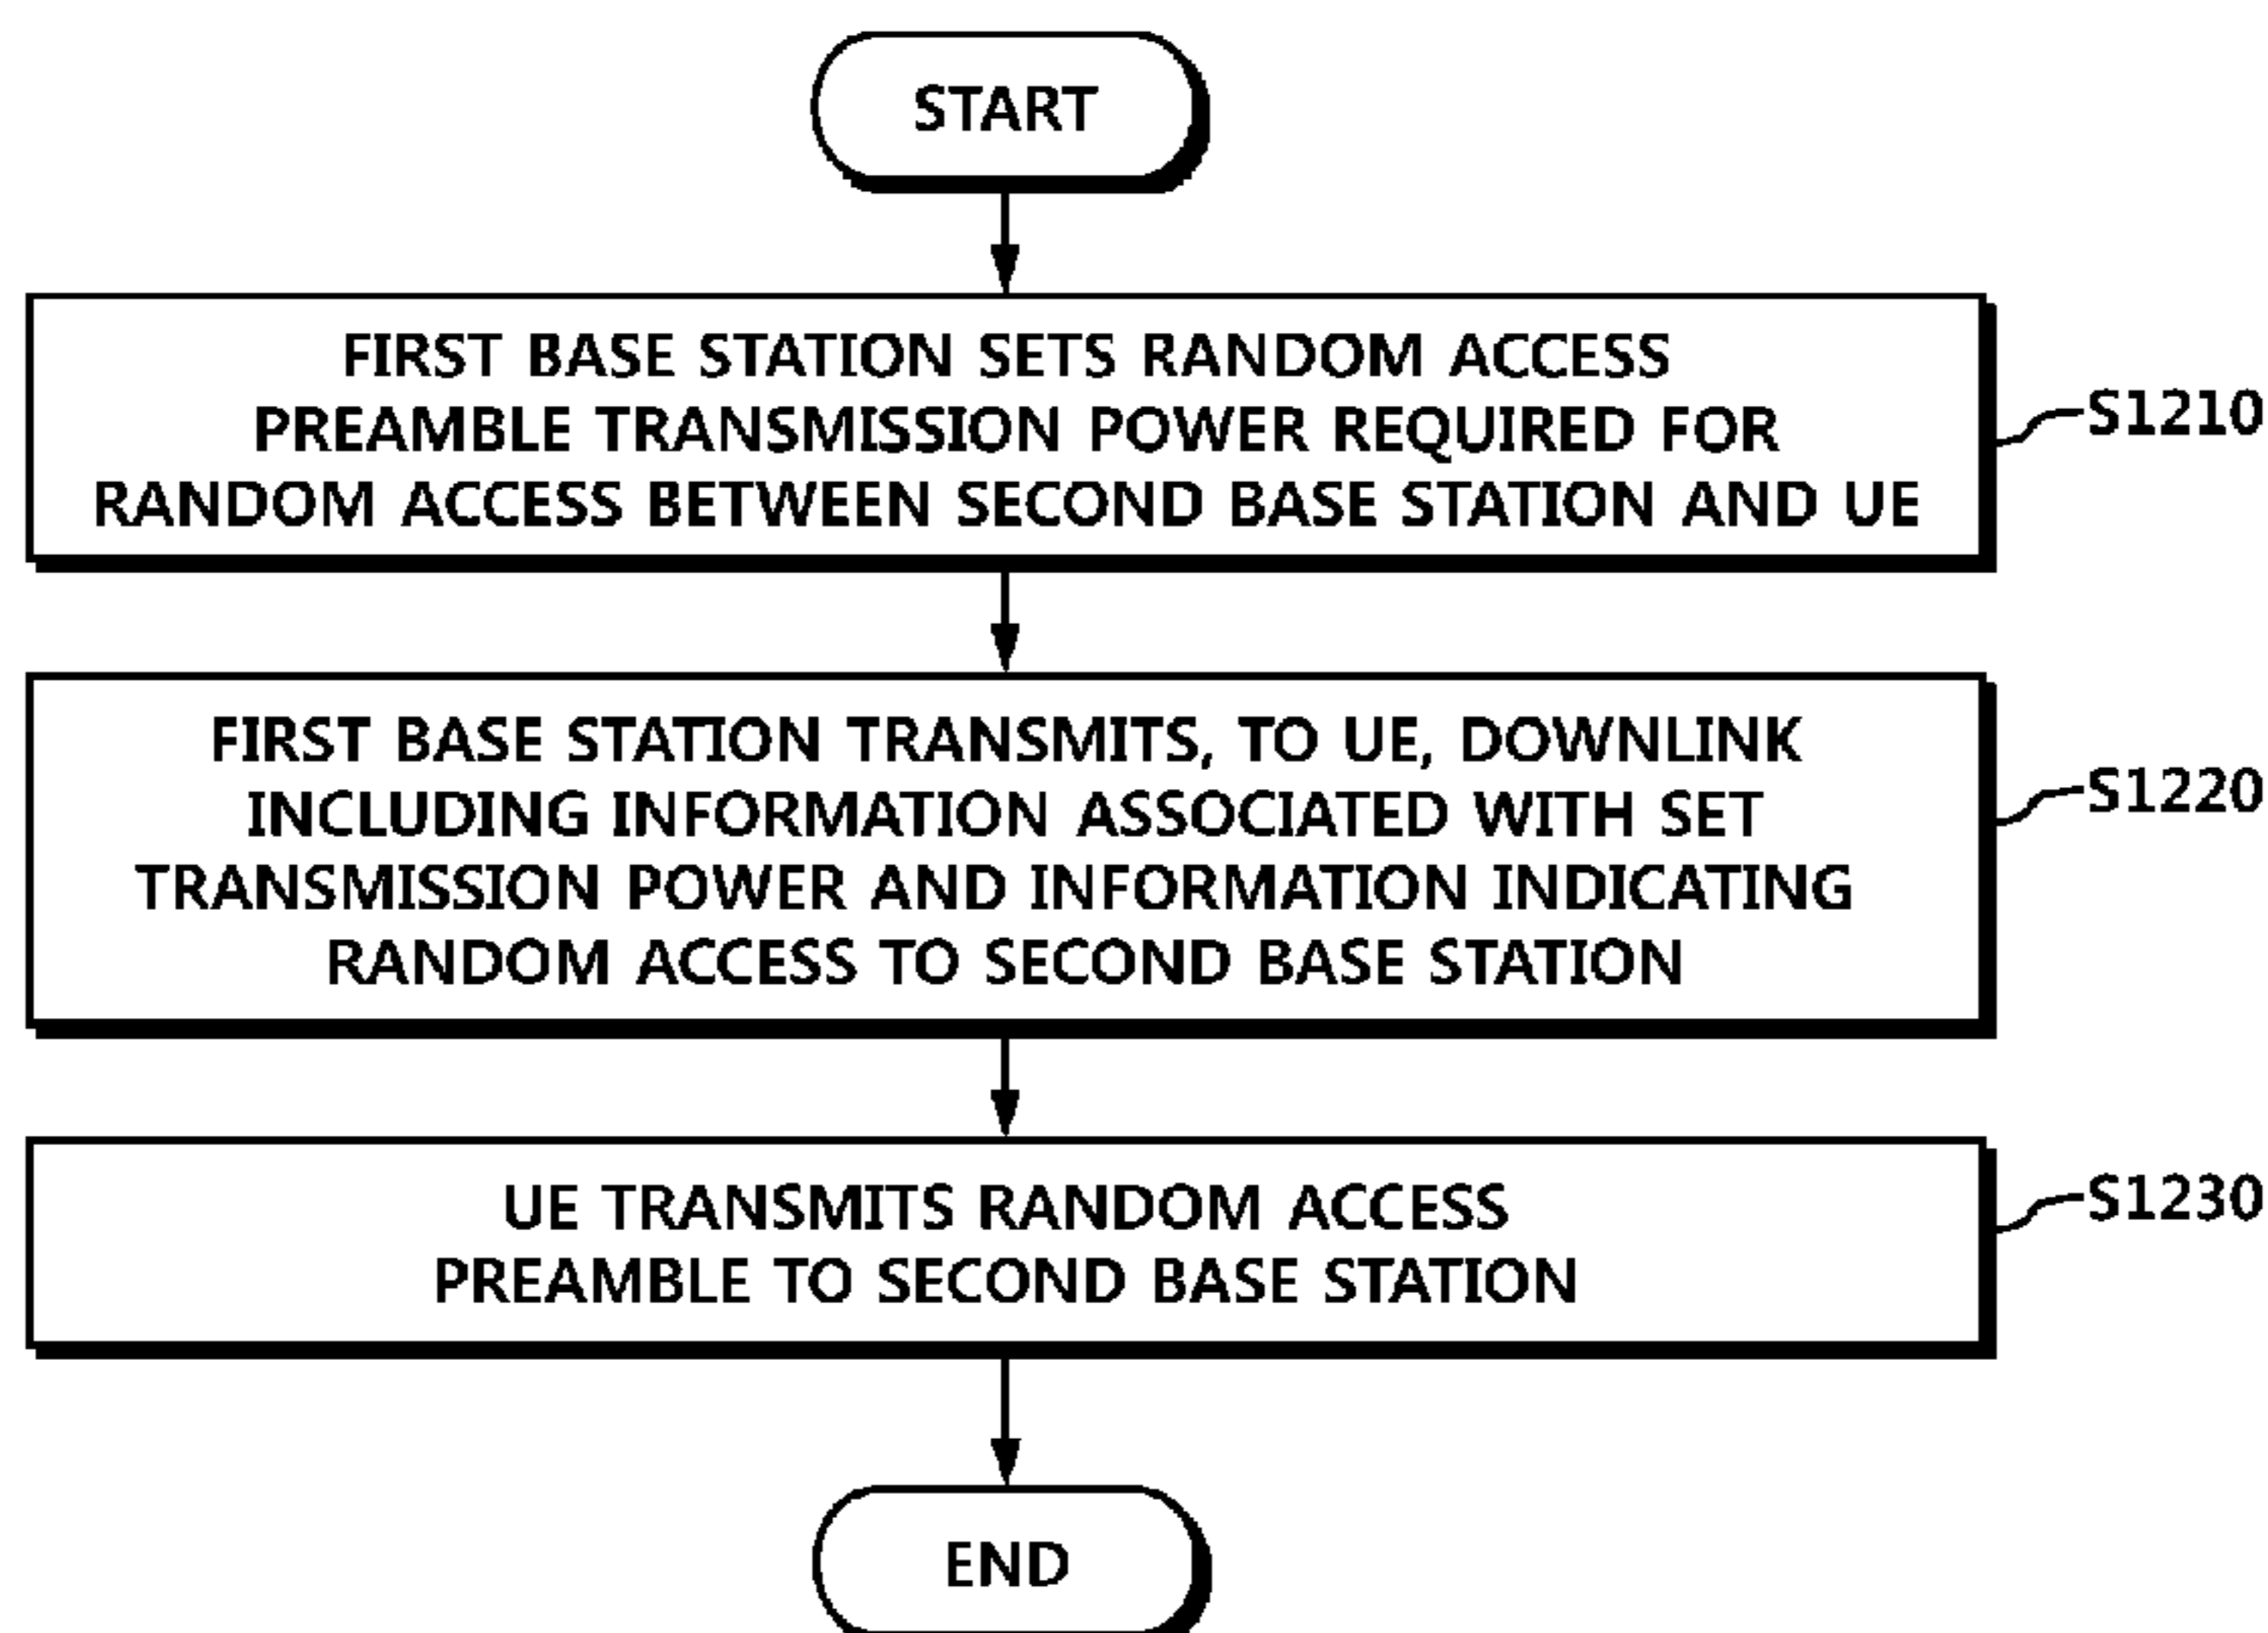 START
FIRST BASE STATION SETS RANDOM ACCESS
PREAMBLE TRANSMISSION POWER REQUIRED FOR
RANDOM ACCESS BETWEEN SECOND BASE STATION AND UE
S1210
FIRST BASE STATION TRANSMITS, TO UE, DOWNLINK
INCLUDING INFORMATION ASSOCIATED WITH SET
TRANSMISSION POWER AND INFORMATION INDICATING
RANDOM ACCESS TO SECOND BASE STATION
S1220
UE TRANSMITS RANDOM ACCESS
PREAMBLE TO SECOND BASE STATION
S1230
END